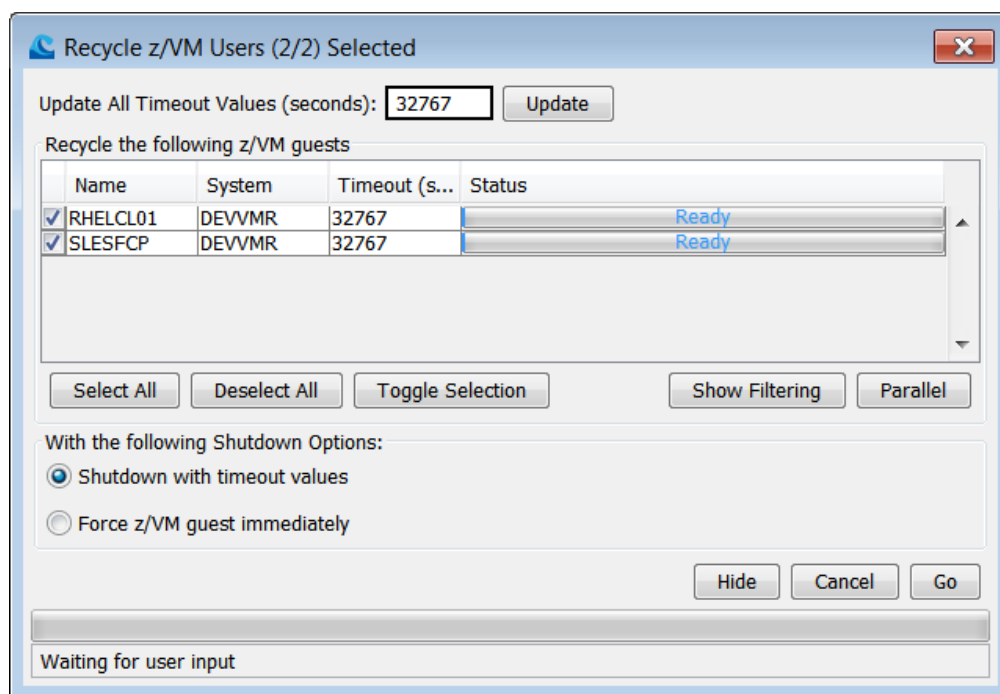 Recycle z/VM Users (2/2) Selected
Update All Timeout Values (seconds): 32767 Update
Recycle the following z/VM guests
Name System Timeout (s... Status
RHELCL01 DEVVMR 32767 Ready
SLESFCP DEVVMR 32767 Ready
Select All Deselect All Toggle Selection Show Filtering Parallel
With the following Shutdown Options:
Shutdown with timeout values
Force z/VM guest immediately
Hide Cancel Go
Waiting for user input